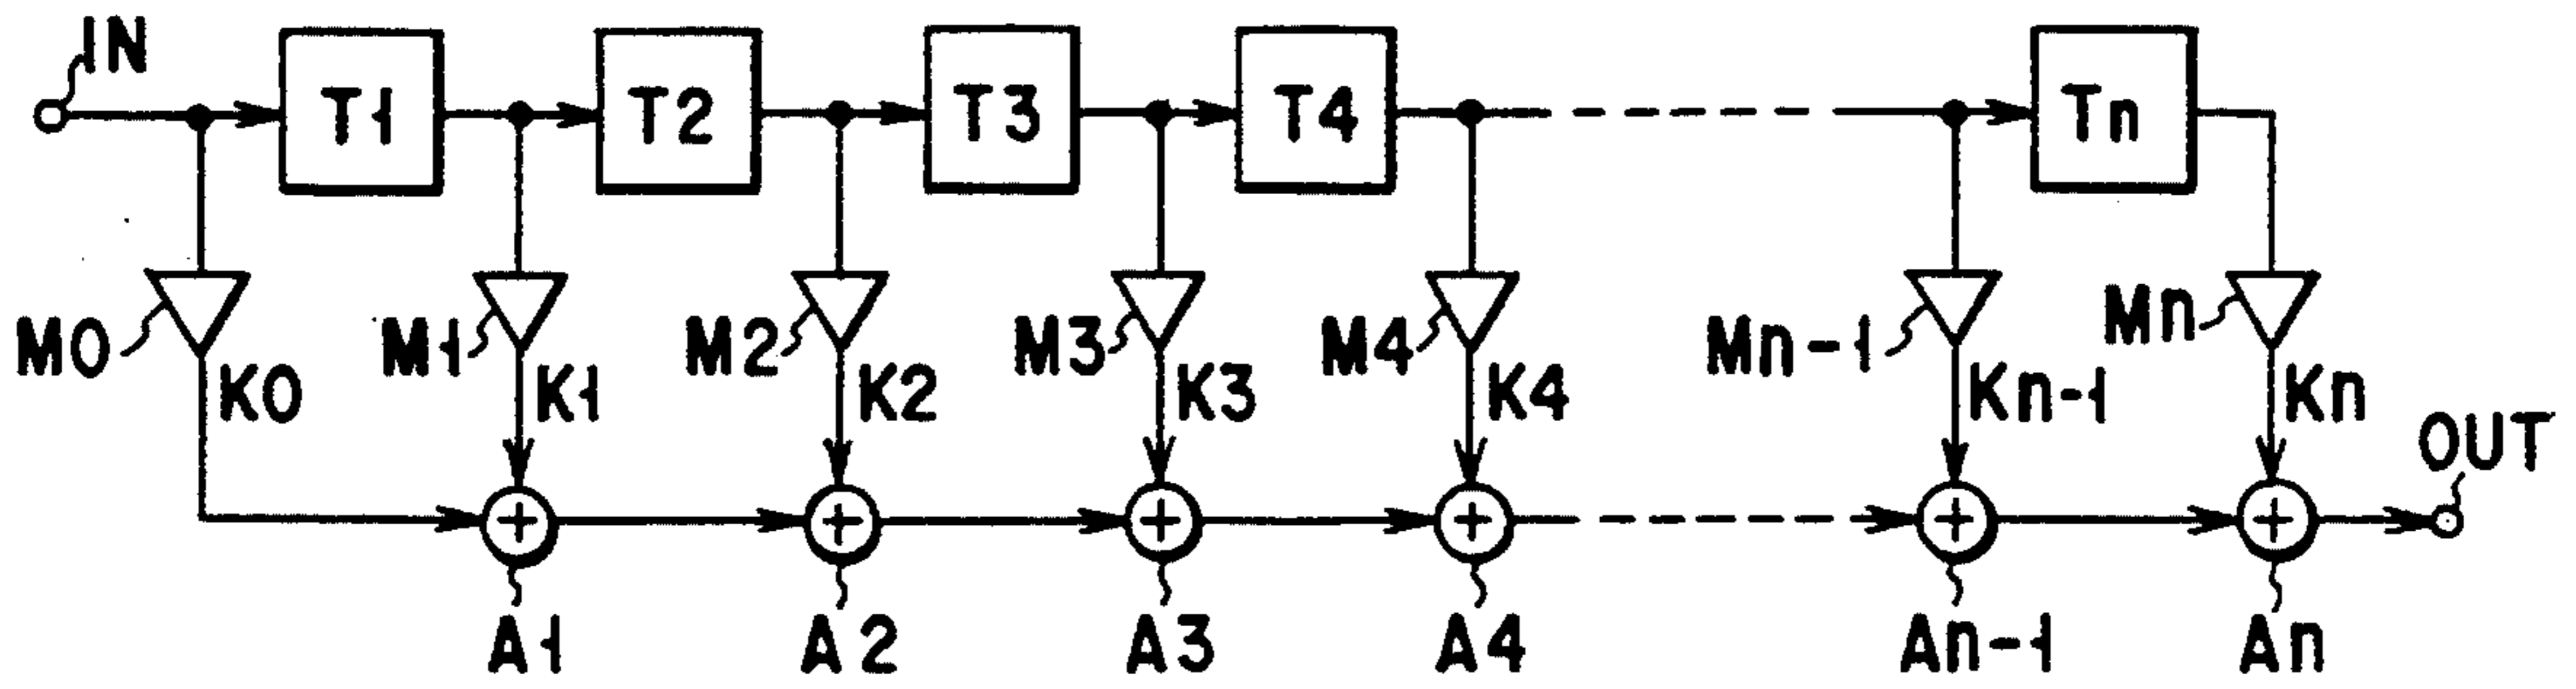 IN
T1 T2 T3 T4 Tn
M0 M1 M2 M3 M4 Mn-1 Mn
K0 K1 K2 K3 K4 Kn-1 Kn
OUT
+ + + + + +
A1 A2 A3 A4 An-1 An